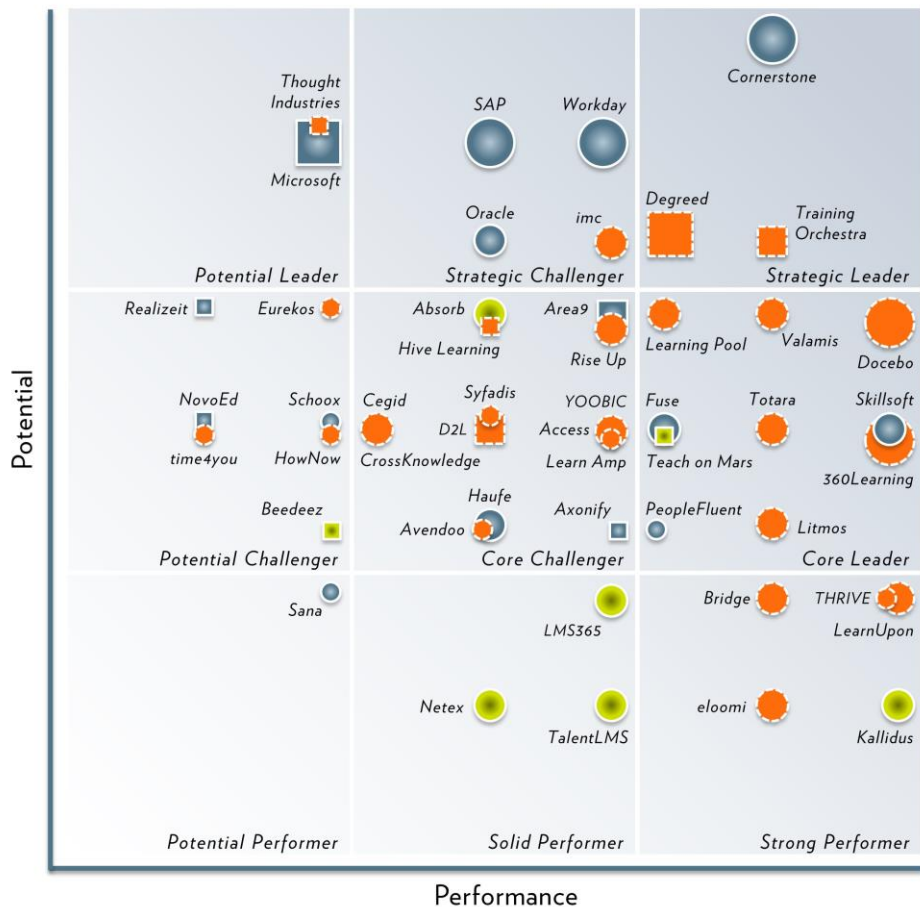 Cornerstone
Thought
Industries
SAP
Workday
Microsoft
Degreed
Oracle
imc
Training
Orchestra
Potential Leader
Strategic Challenger
Strategic Leader
Realizeit
Eurekos
Absorb
Area9
Hive Learning
Rise Up
Learning Pool
Valamis
Docebo
NovoEd
Schoox
Cegid
Syfadis
YOOBIC
Fuse
Totara
Skillsoft
D2L
Access
time4you
HowNow
CrossKnowledge
Learn Amp
Teach on Mars
360Learning
Beedeez
Haufe
Avendoo
Axonify
PeopleFluent
Litmos
Potential Challenger
Core Challenger
Core Leader
Sana
LMS365
Bridge
THRIVE
LearnUpon
Netex
TalentLMS
eloomi
Kallidus
Potential Performer
Solid Performer
Strong Performer
Potential
Performance